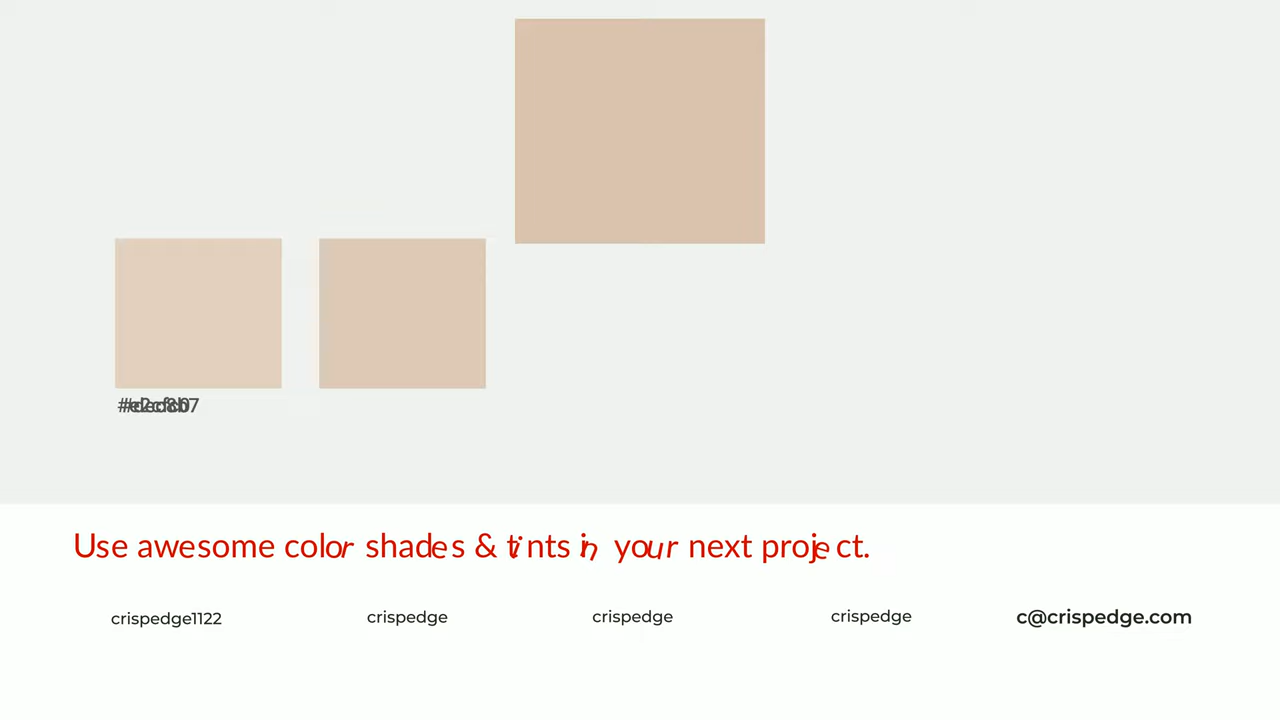 Use awesome color shades & tints in your next project.
crispedge1122 crispedge crispedge crispedge c@crispedge.com